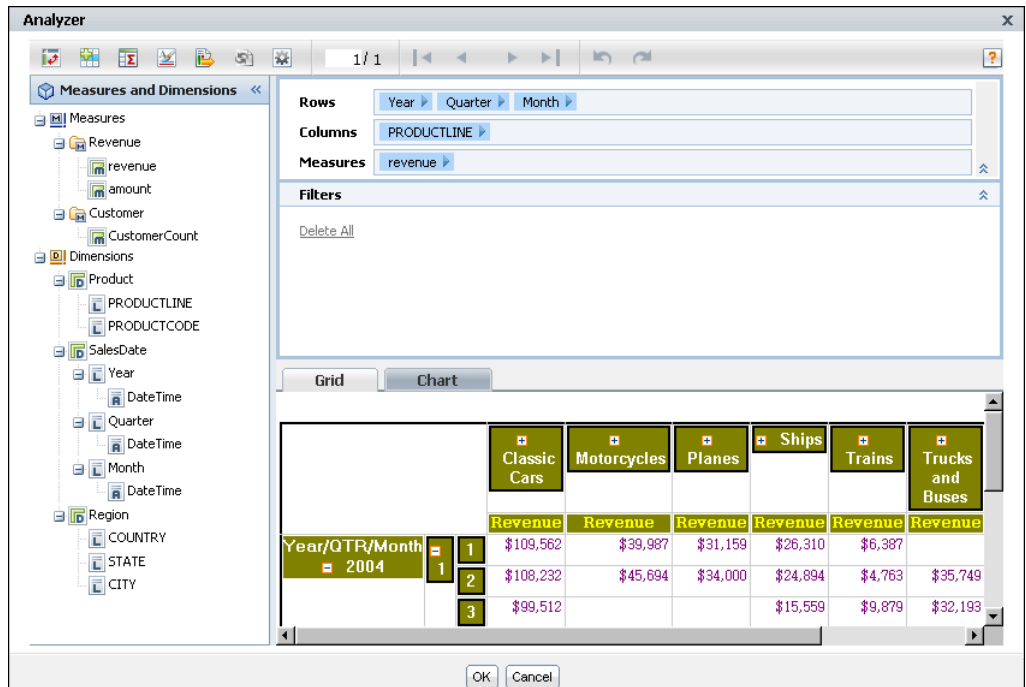 Analyzer x
1/ 1 ?
Measures and Dimensions «
Measures
Revenue
revenue
amount
Customer
CustomerCount
Dimensions
Product
PRODUCTLINE
PRODUCTCODE
SalesDate
Year
DateTime
Quarter
DateTime
Month
DateTime
Region
COUNTRY
STATE
CITY
Rows Year Quarter Month
Columns PRODUCTLINE
Measures revenue
Filters
Delete All
Grid Chart
Classic Cars Motorcycles Planes Ships Trains Trucks and Buses
Revenue Revenue Revenue Revenue Revenue Revenue
Year/QTR/Month 2004 1 1 $109,562 $39,987 $31,159 $26,310 $6,387
2 $108,232 $45,694 $34,000 $24,894 $4,763 $35,749
3 $99,512 $15,559 $9,879 $32,193
OK Cancel